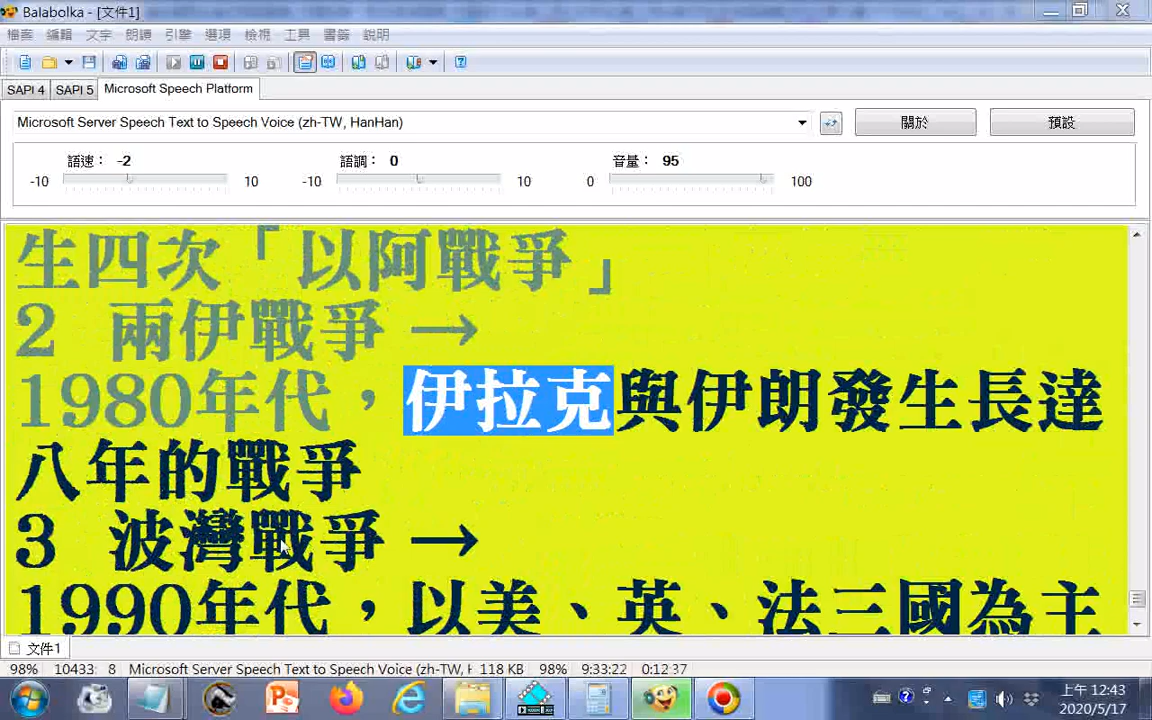 Balabolka - [文件1]
檔案 編輯 文字 朗讀 引擎 選項 檢視 工具 書籤 說明
SAPI 4 SAPI 5 Microsoft Speech Platform
Microsoft Server Speech Text to Speech Voice (zh-TW, HanHan) 關於 預設
語速： -2 語調： 0 音量： 95
-10 10 -10 10 0 100
生四次「以阿戰爭」
2 兩伊戰爭→
1980年代，伊拉克與伊朗發生長達
八年的戰爭
3 波灣戰爭→
1990年代，以美、英、法三國為主
文件1
98% 10433 8 Microsoft Server Speech Text to Speech Voice (zh-TW, H 118 KB 98% 9:33:22 0:12:37
上午 12:43
2020/5/17